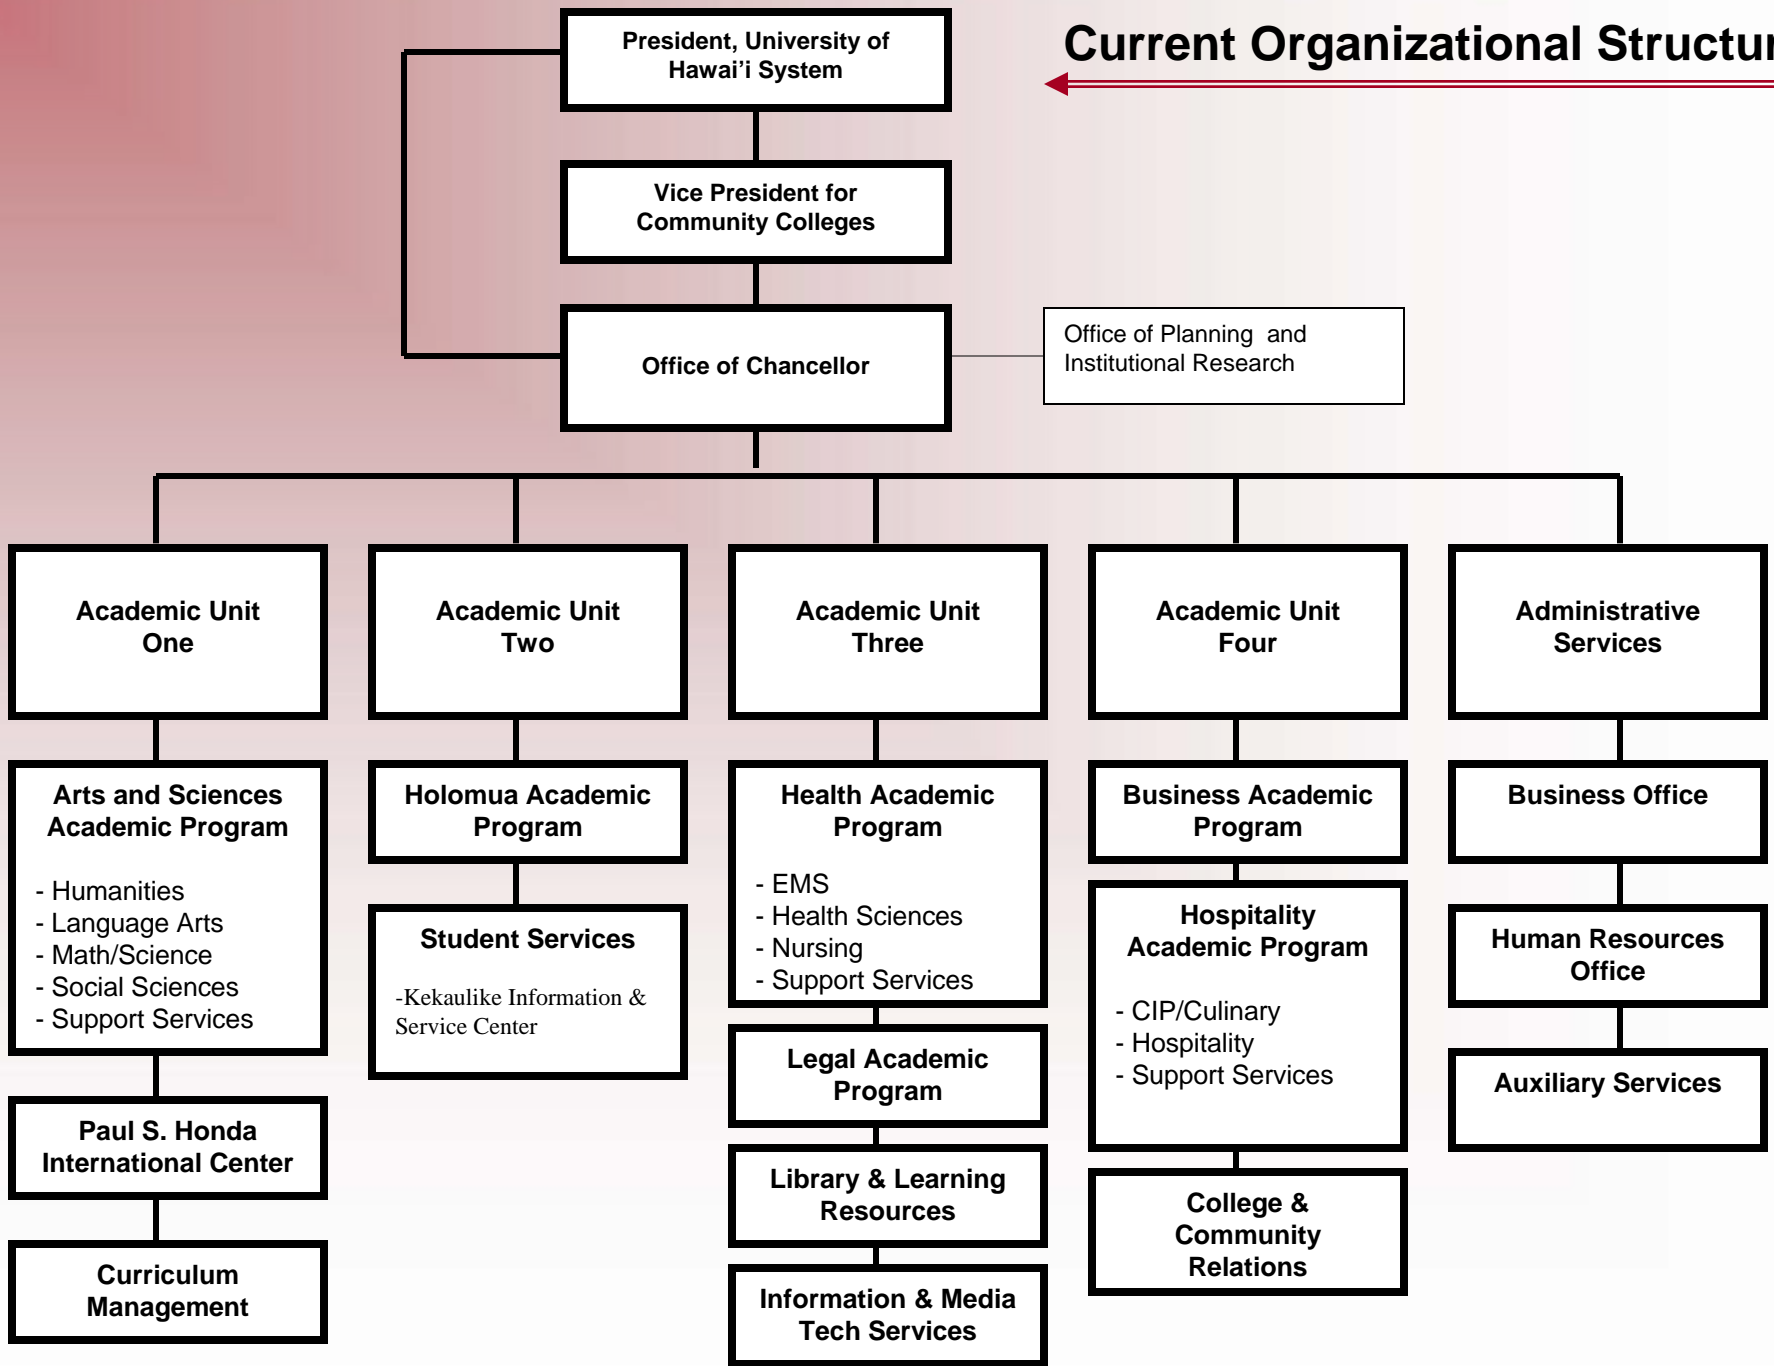 Current Organizational Structur
President, University of
Hawai’i System
Vice President for
Community Colleges
Office of Chancellor
Office of Planning and
Institutional Research
Academic Unit
One
Academic Unit
Two
Academic Unit
Three
Academic Unit
Four
Administrative
Services
Arts and Sciences
Academic Program
- Humanities
- Language Arts
- Math/Science
- Social Sciences
- Support Services
Paul S. Honda
International Center
Curriculum
Management
Holomua Academic
Program
Student Services
-Kekaulike Information &
Service Center
Health Academic
Program
- EMS
- Health Sciences
- Nursing
- Support Services
Legal Academic
Program
Library & Learning
Resources
Information & Media
Tech Services
Business Academic
Program
Hospitality
Academic Program
- CIP/Culinary
- Hospitality
- Support Services
College &
Community
Relations
Business Office
Human Resources
Office
Auxiliary Services